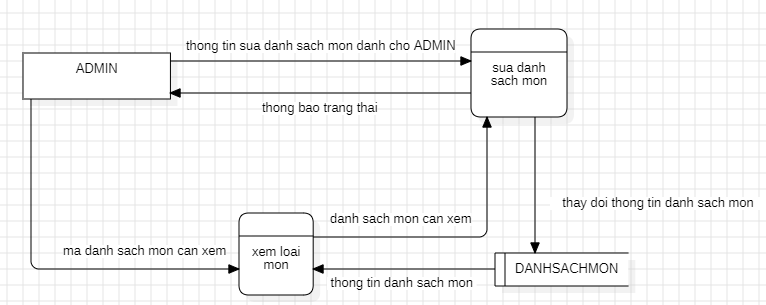 thong tin sua danh sach mon danh cho ADMIN
ADMIN
sua danh
sach mon
thong bao trang thai
thay doi thong tin danh sach mon
danh sach mon can xem
ma danh sach mon can xem
xem loai
mon
DANHSACHMON
thong tin danh sach mon